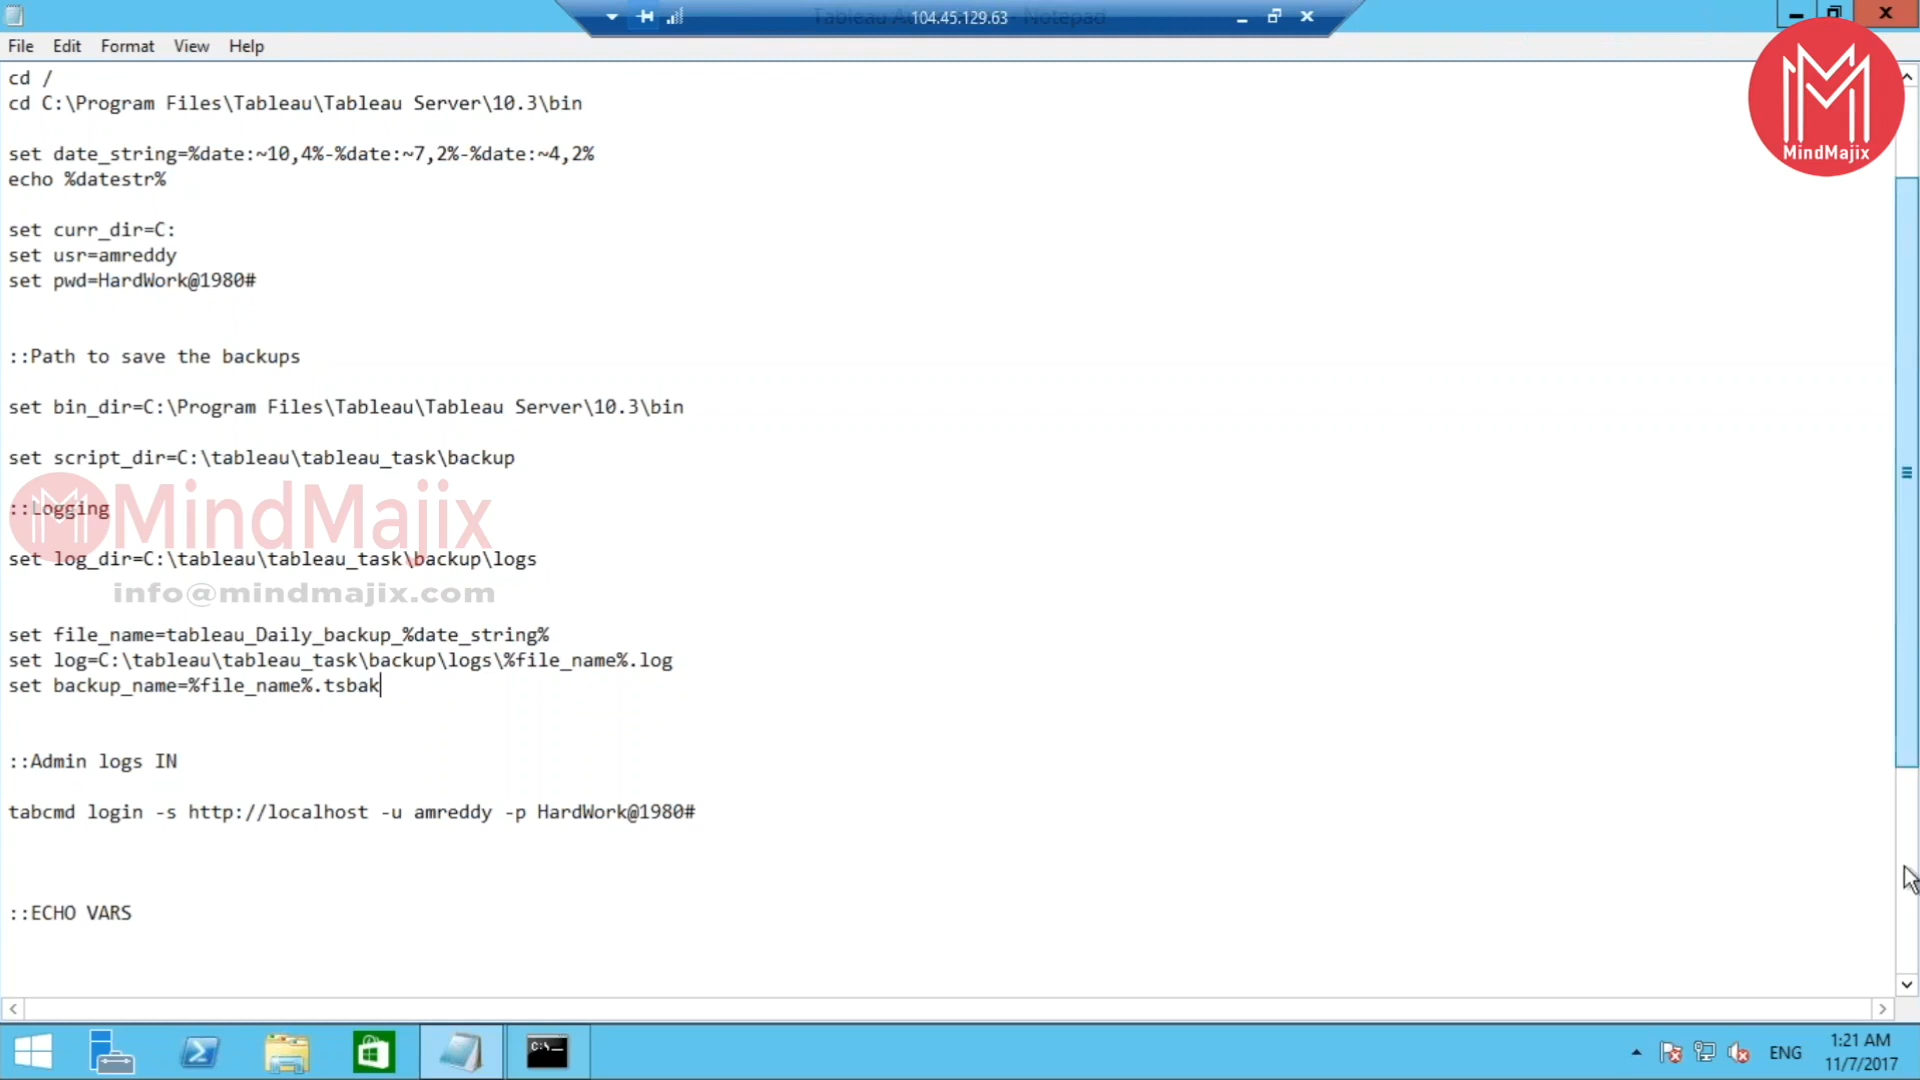 Tableau A - Notepad
104.45.129.63
File Edit Format View Help
cd /
cd C:\Program Files\Tableau\Tableau Server\10.3\bin
set date_string=%date:~10,4%-%date:~7,2%-%date:~4,2%
echo %datestr%
set curr_dir=C:
set usr=amreddy
set pwd=HardWork@1980#
::Path to save the backups
set bin_dir=C:\Program Files\Tableau\Tableau Server\10.3\bin
set script_dir=C:\tableau\tableau_task\backup
::Logging
set log_dir=C:\tableau\tableau_task\backup\logs
set file_name=tableau_Daily_backup_%date_string%
set log=C:\tableau\tableau_task\backup\logs\%file_name%.log
set backup_name=%file_name%.tsbak
::Admin logs IN
tabcmd login -s http://localhost -u amreddy -p HardWork@1980#
::ECHO VARS
MindMajix
MindMajix
info@mindmajix.com
C:\_
ENG
1:21 AM
11/7/2017